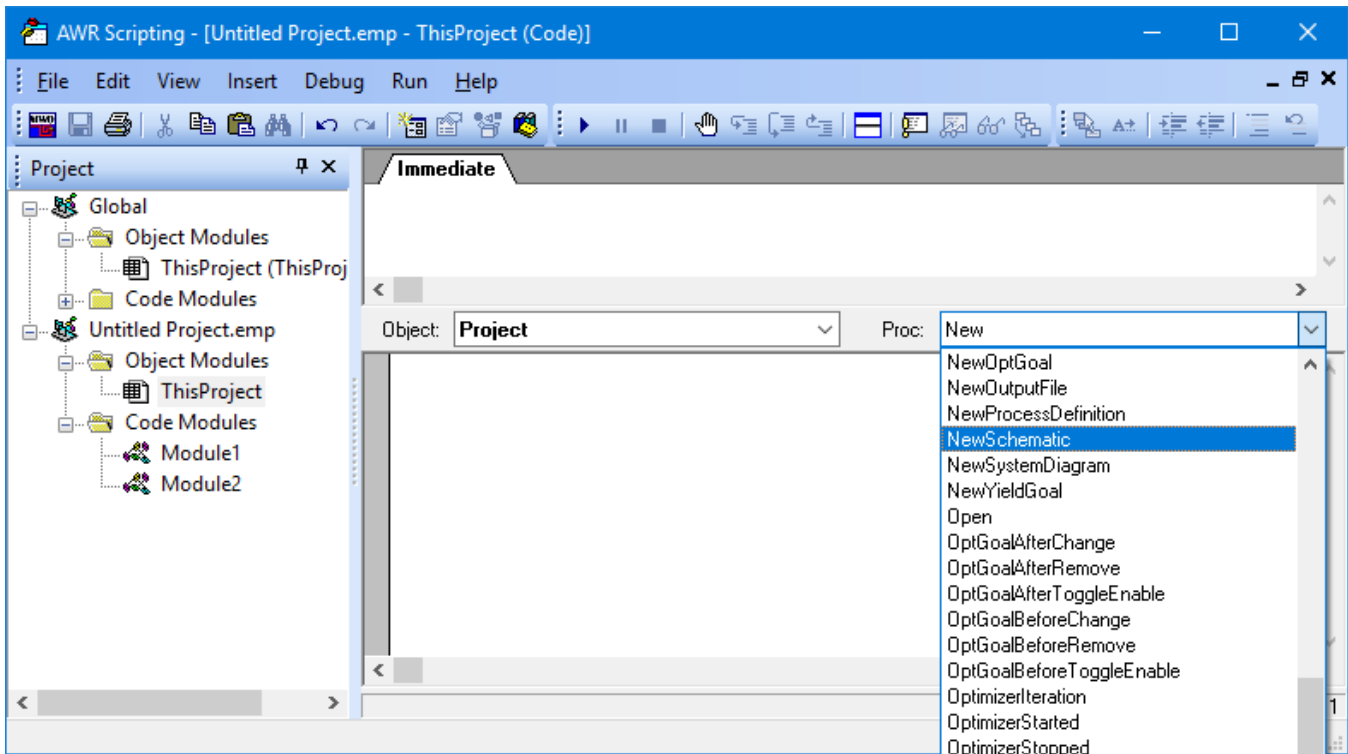 AWR Scripting - [Untitled Project.emp - ThisProject (Code)]
File Edit View Insert Debug Run Help
Project
Immediate
Global
Object Modules
ThisProject (ThisProj
Code Modules
Untitled Project.emp
Object Modules
ThisProject
Code Modules
Module1
Module2
Object: Project Proc: New
NewOptGoal
NewOutputFile
NewProcessDefinition
NewSchematic
NewSystemDiagram
NewYieldGoal
Open
OptGoalAfterChange
OptGoalAfterRemove
OptGoalAfterToggleEnable
OptGoalBeforeChange
OptGoalBeforeRemove
OptGoalBeforeToggleEnable
OptimizerIteration
OptimizerStarted
OptimizerStopped
1